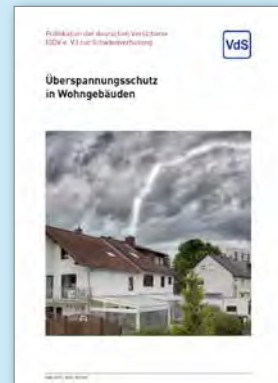 Publikation der deutschen Versicherer
(GDV e. V.) zur Schadenverhütung
VdS
Überspannungsschutz
in Wohngebäuden